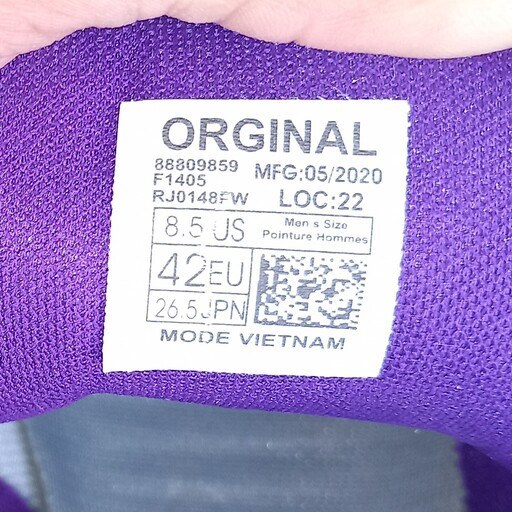 ORGINAL
88809859
F1405
RJ0148FW
MFG:05/2020
LOC:22
8.5 US
Men s Size
Pointure Hommes
42EU
26.5JPN
MODE VIETNAM